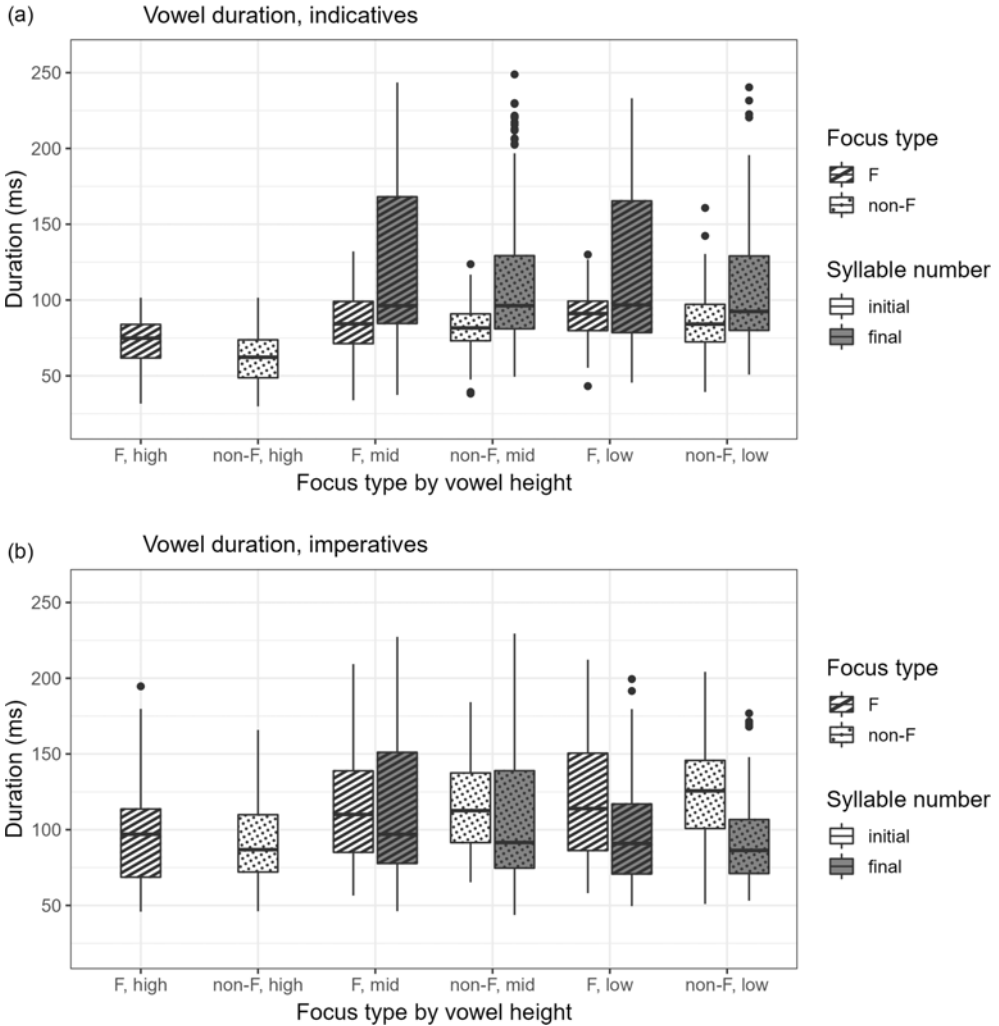 (a)
Vowel duration, indicatives
250
200
150
100
50
Duration (ms)
F, high
non-F, high
F, mid
non-F, mid
F, low
non-F, low
Focus type by vowel height
Focus type
F
non-F
Syllable number
initial
final
(b)
Vowel duration, imperatives
250
200
150
100
50
Duration (ms)
F, high
non-F, high
F, mid
non-F, mid
F, low
non-F, low
Focus type by vowel height
Focus type
F
non-F
Syllable number
initial
final